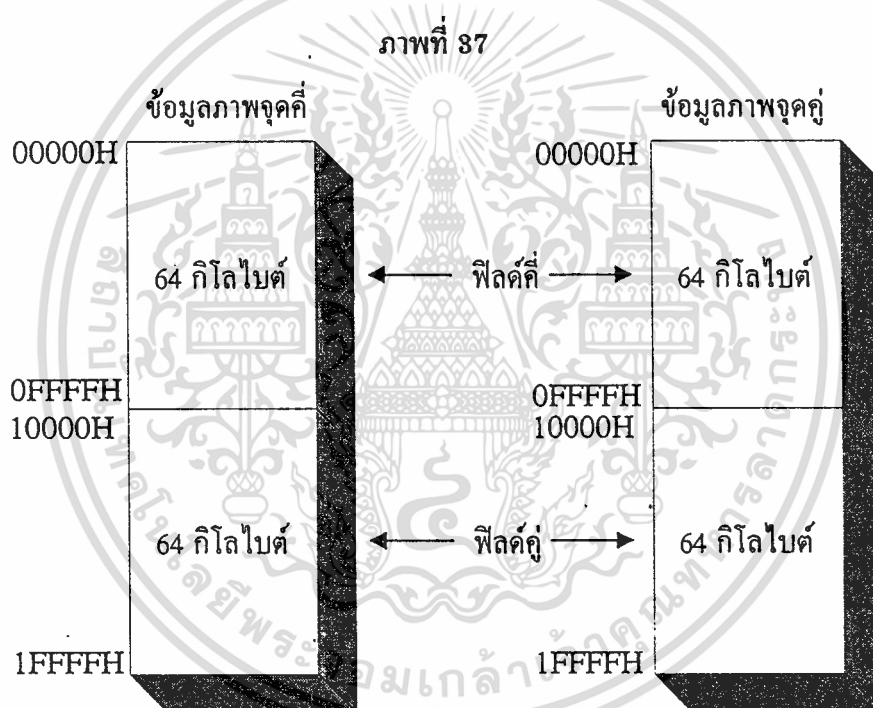 ภาพที่ 37
ข้อมูลภาพจุดคี่ ข้อมูลภาพจุดคู่
00000H 00000H
64 กิโลไบต์ ฟิลด์คี่ 64 กิโลไบต์
0FFFFH 0FFFFH
10000H 10000H
64 กิโลไบต์ ฟิลด์คู่ 64 กิโลไบต์
1FFFFH 1FFFFH